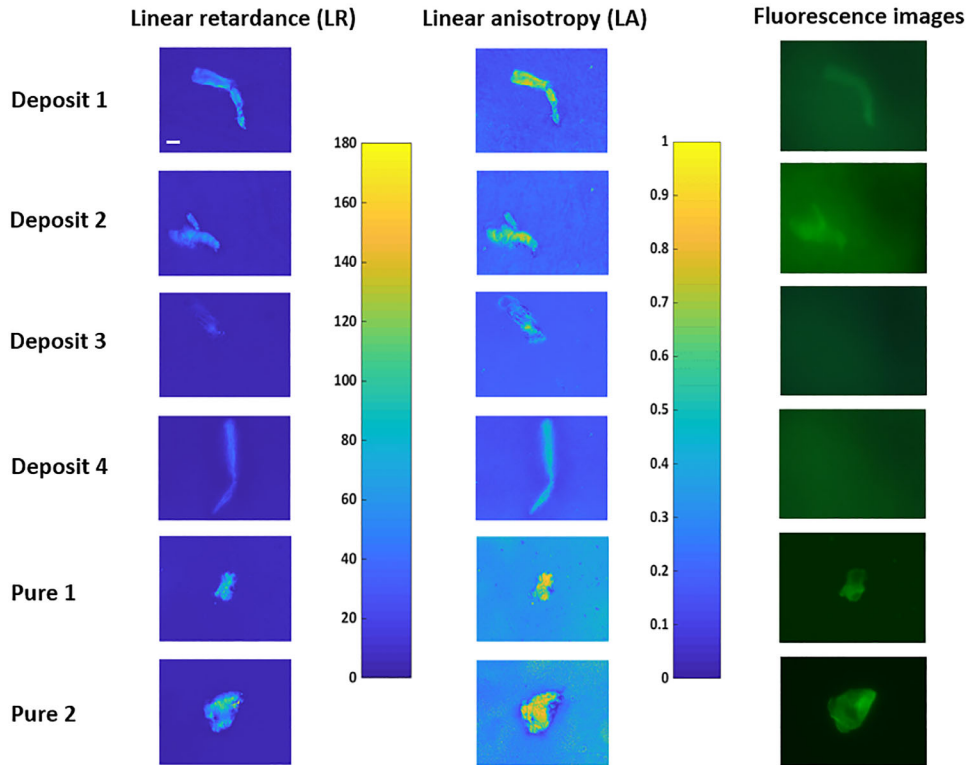 Linear retardance (LR)
Linear anisotropy (LA)
Fluorescence images
Deposit 1
Deposit 2
Deposit 3
Deposit 4
Pure 1
Pure 2
180
160
140
120
100
80
60
40
20
0
1
0.9
0.8
0.7
0.6
0.5
0.4
0.3
0.2
0.1
0